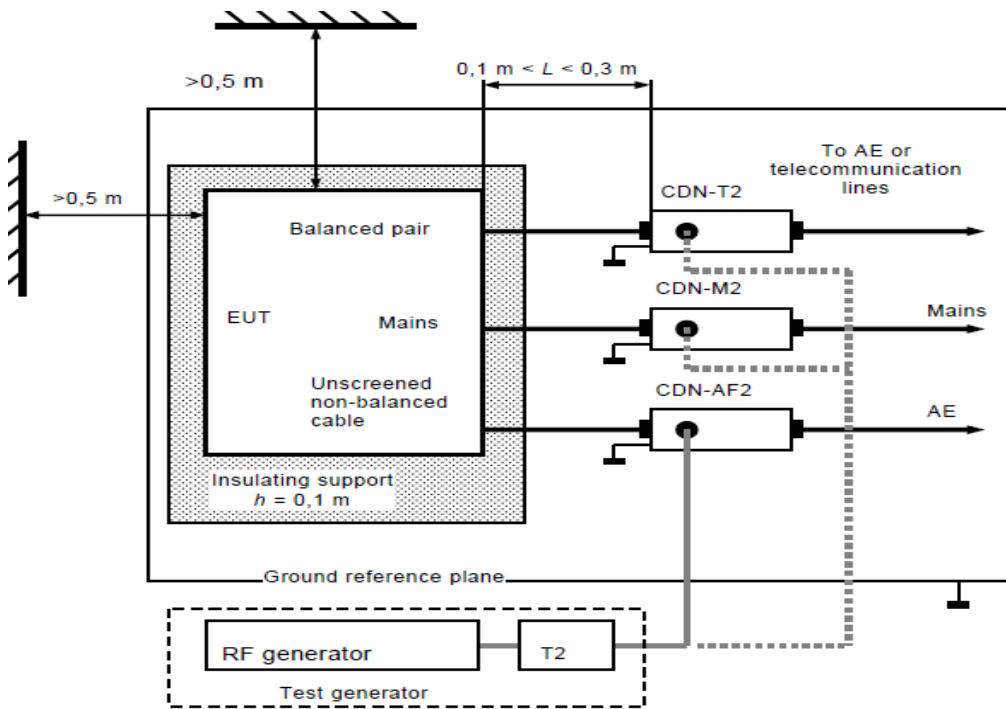 >0,5 m
0,1 m < L < 0,3 m
>0,5 m
To AE or
telecommunication
lines
CDN-T2
Balanced pair
CDN-M2
EUT
Mains
Mains
Unscreened
non-balanced
cable
CDN-AF2
AE
Insulating support
h = 0,1 m
Ground reference plane
RF generator
T2
Test generator